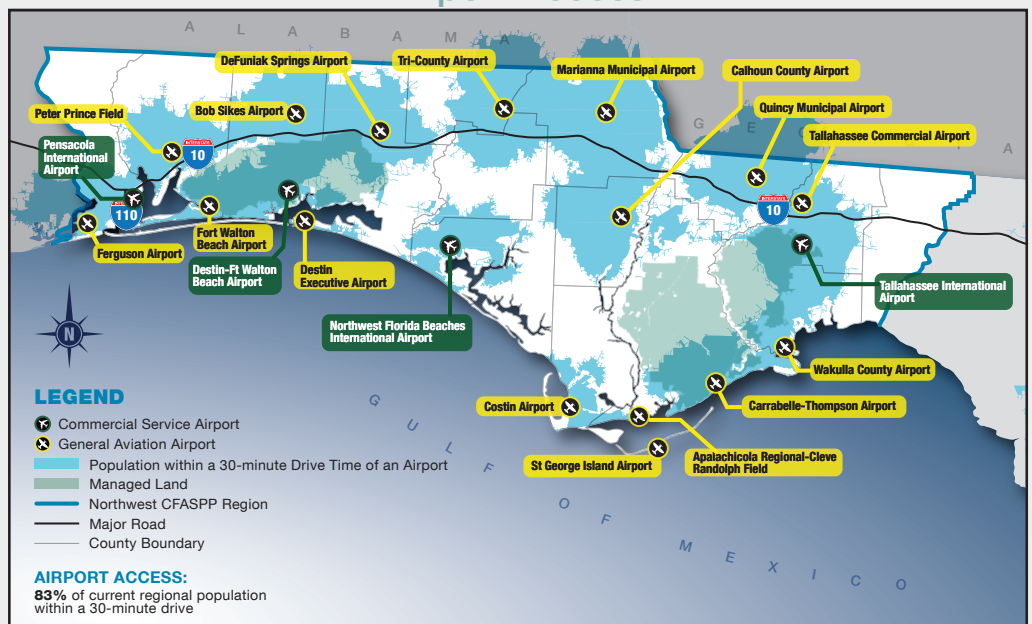 A L A B A M A
DeFuniak Springs Airport
Tri-County Airport
Marianna Municipal Airport
Calhoun County Airport
Peter Prince Field
Bob Sikes Airport
Quincy Municipal Airport
G E
A
Tallahassee Commercial Airport
Pensacola
International
Airport
INTERSTATE
10
INTERSTATE
10
110
Fort Walton
Beach Airport
Ferguson Airport
Destin-Ft Walton
Beach Airport
Destin
Executive Airport
Tallahassee International
Airport
Northwest Florida Beaches
International Airport
N
Wakulla County Airport
Costin Airport
Carrabelle-Thompson Airport
St George Island Airport
Apalachicola Regional-Cleve
Randolph Field
GULF OF MEXICO
LEGEND
Commercial Service Airport
General Aviation Airport
Population within a 30-minute Drive Time of an Airport
Managed Land
Northwest CFASPP Region
Major Road
County Boundary
AIRPORT ACCESS:
83% of current regional population
within a 30-minute drive